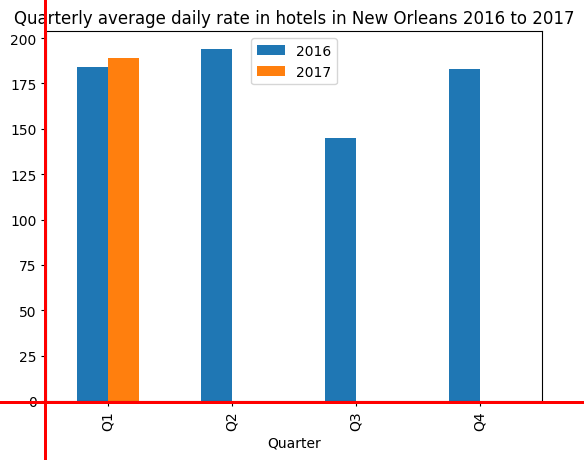 Quarterly average daily rate in hotels in New Orleans 2016 to 2017
2016
2017
200
175
150
125
100
75
50
25
0
Q1
Q2
Q3
Q4
Quarter